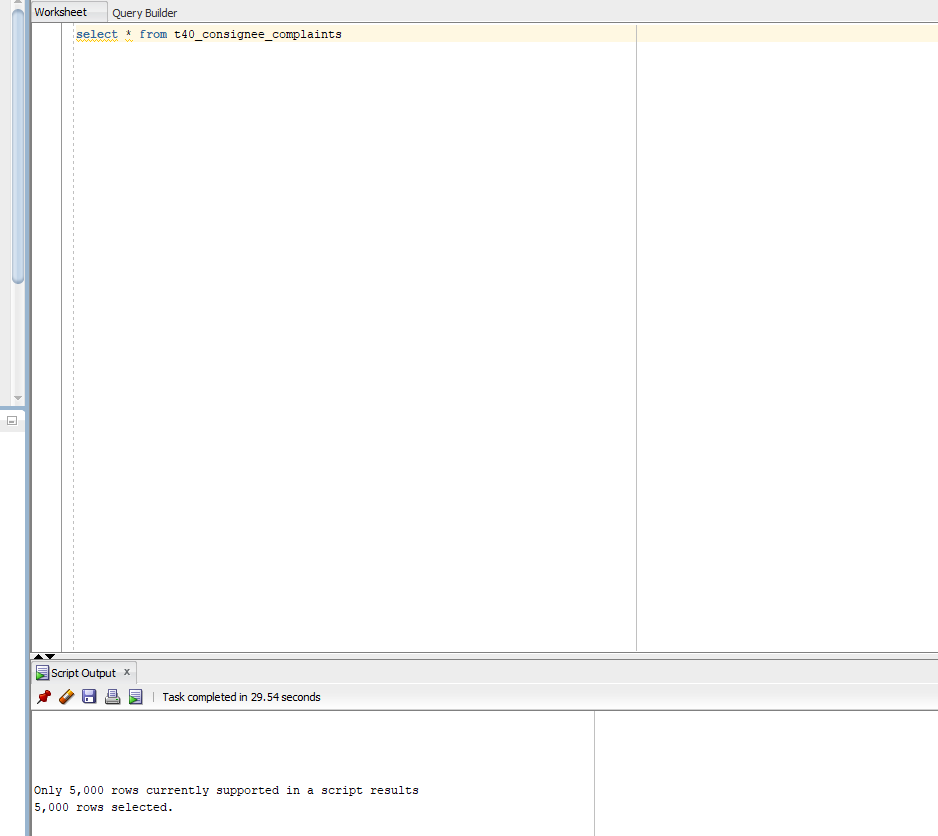 Worksheet Query Builder
select * from t40_consignee_complaints
Script Output x
Task completed in 29.54 seconds
Only 5,000 rows currently supported in a script results
5,000 rows selected.